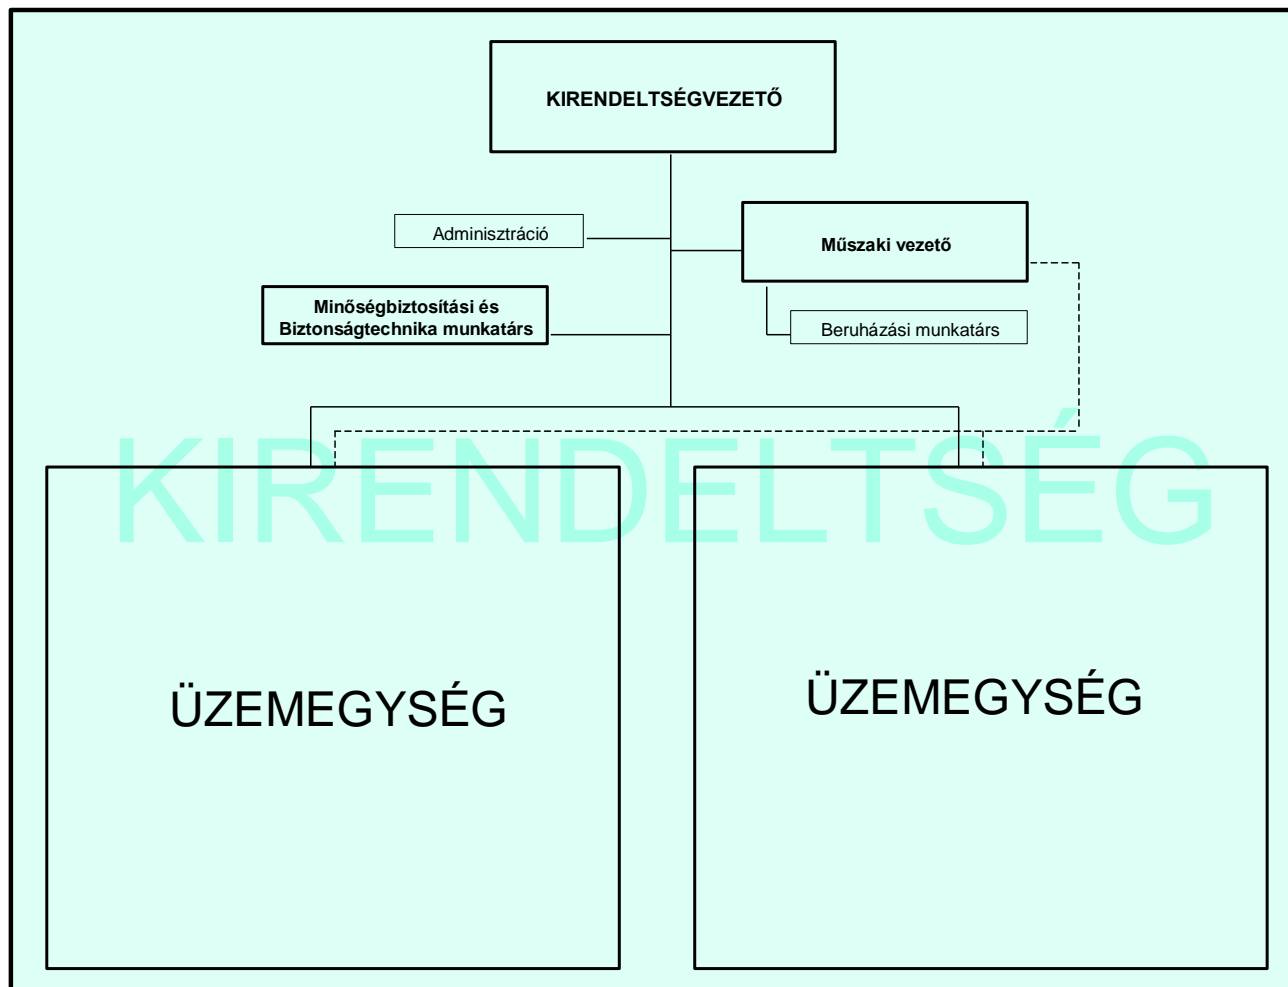 KIRENDELTSÉGVEZETŐ
Adminisztráció
Műszaki vezető
Minőségbiztosítási és
Biztonságtechnika munkatárs
Beruházási munkatárs
KIRENDELTSÉG
ÜZEMEGYSÉG
ÜZEMEGYSÉG